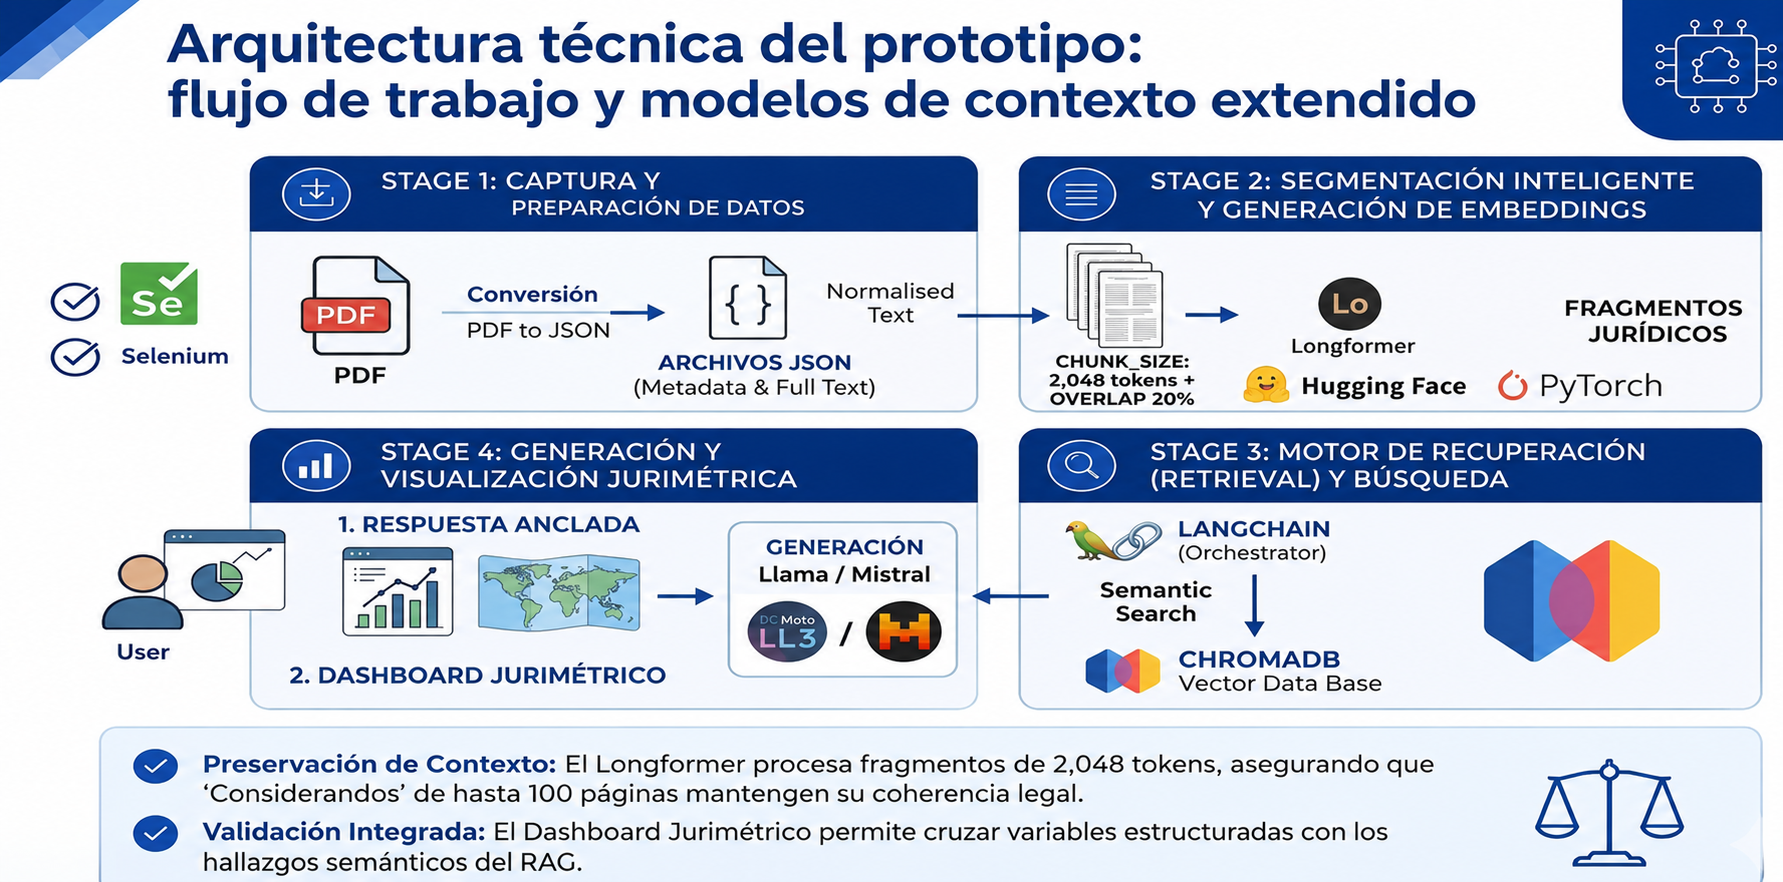 Arquitectura técnica del prototipo:
flujo de trabajo y modelos de contexto extendido
STAGE 1: CAPTURA Y
PREPARACIÓN DE DATOS
Se
Selenium
PDF
PDF
Conversión
PDF to JSON
{ }
ARCHIVOS JSON
(Metadata & Full Text)
Normalised
Text
STAGE 2: SEGMENTACIÓN INTELIGENTE
Y GENERACIÓN DE EMBEDDINGS
CHUNK_SIZE:
2,048 tokens +
OVERLAP 20%
Lo
Longformer
Hugging Face
PyTorch
FRAGMENTOS
JURÍDICOS
STAGE 4: GENERACIÓN Y
VISUALIZACIÓN JURIMÉTRICA
User
1. RESPUESTA ANCLADA
2. DASHBOARD JURIMÉTRICO
GENERACIÓN
Llama / Mistral
DC Moto
LL3
/
STAGE 3: MOTOR DE RECUPERACIÓN
(RETRIEVAL) Y BÚSQUEDA
LANGCHAIN
(Orchestrator)
Semantic
Search
CHROMADB
Vector Data Base
Preservación de Contexto: El Longformer procesa fragmentos de 2,048 tokens, asegurando que
‘Considerandos’ de hasta 100 páginas mantengen su coherencia legal.
Validación Integrada: El Dashboard Jurimétrico permite cruzar variables estructuradas con los
hallazgos semánticos del RAG.